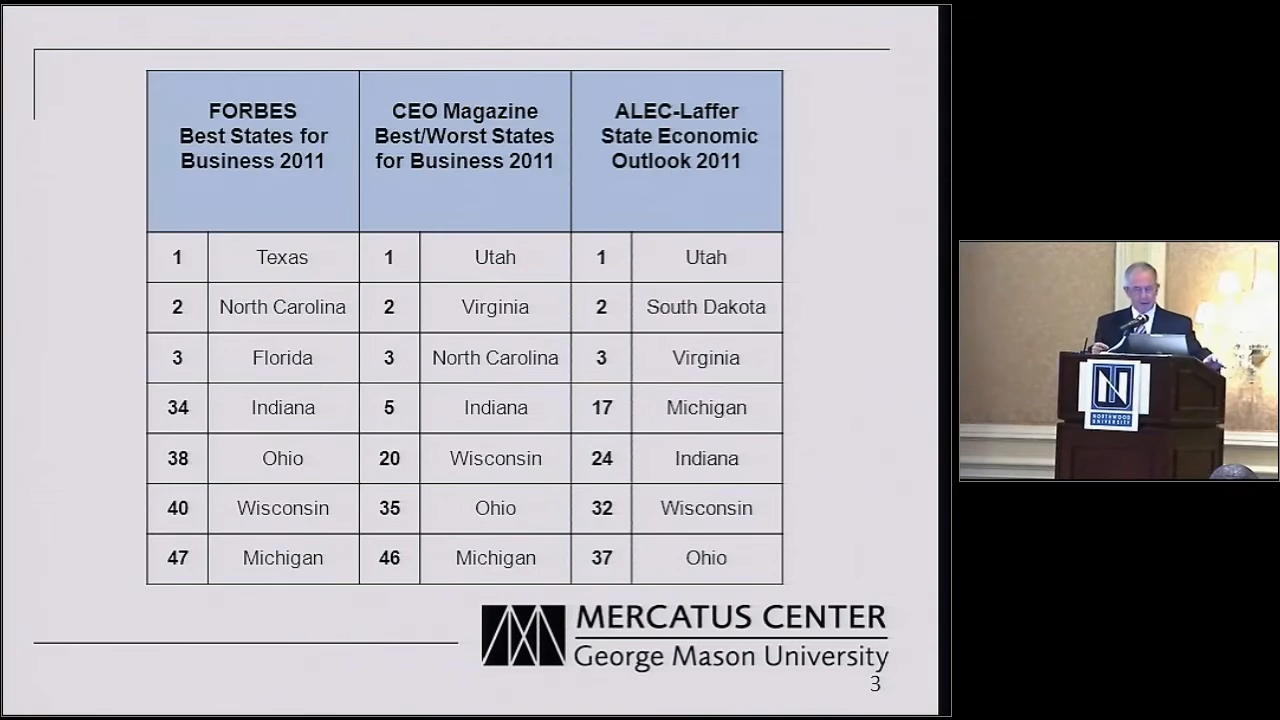 FORBES
Best States for
Business 2011
CEO Magazine
Best/Worst States
for Business 2011
ALEC-Laffer
State Economic
Outlook 2011
1 Texas 1 Utah 1 Utah
2 North Carolina 2 Virginia 2 South Dakota
3 Florida 3 North Carolina 3 Virginia
34 Indiana 5 Indiana 17 Michigan
38 Ohio 20 Wisconsin 24 Indiana
40 Wisconsin 35 Ohio 32 Wisconsin
47 Michigan 46 Michigan 37 Ohio
MERCATUS CENTER
George Mason University
3
N
NORTHWOOD
UNIVERSITY